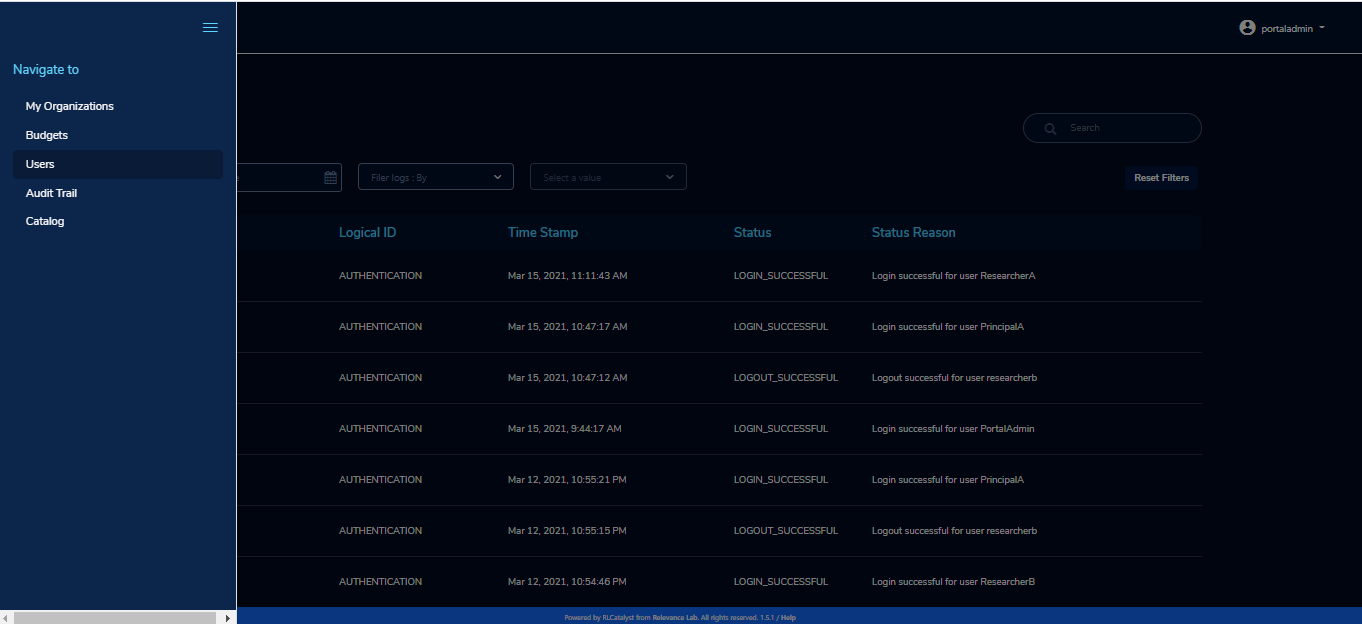 portaladmin
Navigate to
My Organizations
Budgets
Users
Audit Trail
Catalog
Search
Filer logs : By
Select a value
Reset Filters
Logical ID Time Stamp Status Status Reason
AUTHENTICATION Mar 15, 2021, 11:11:43 AM LOGIN_SUCCESSFUL Login successful for user ResearcherA
AUTHENTICATION Mar 15, 2021, 10:47:17 AM LOGIN_SUCCESSFUL Login successful for user PrincipalA
AUTHENTICATION Mar 15, 2021, 10:47:12 AM LOGOUT_SUCCESSFUL Logout successful for user researcherb
AUTHENTICATION Mar 15, 2021, 9:44:17 AM LOGIN_SUCCESSFUL Login successful for user PortalAdmin
AUTHENTICATION Mar 12, 2021, 10:55:21 PM LOGIN_SUCCESSFUL Login successful for user PrincipalA
AUTHENTICATION Mar 12, 2021, 10:55:15 PM LOGOUT_SUCCESSFUL Logout successful for user researcherb
AUTHENTICATION Mar 12, 2021, 10:54:46 PM LOGIN_SUCCESSFUL Login successful for user ResearcherB
Powered by RLCatalyst from Relevance Lab. All rights reserved. 1.5.1 / Help